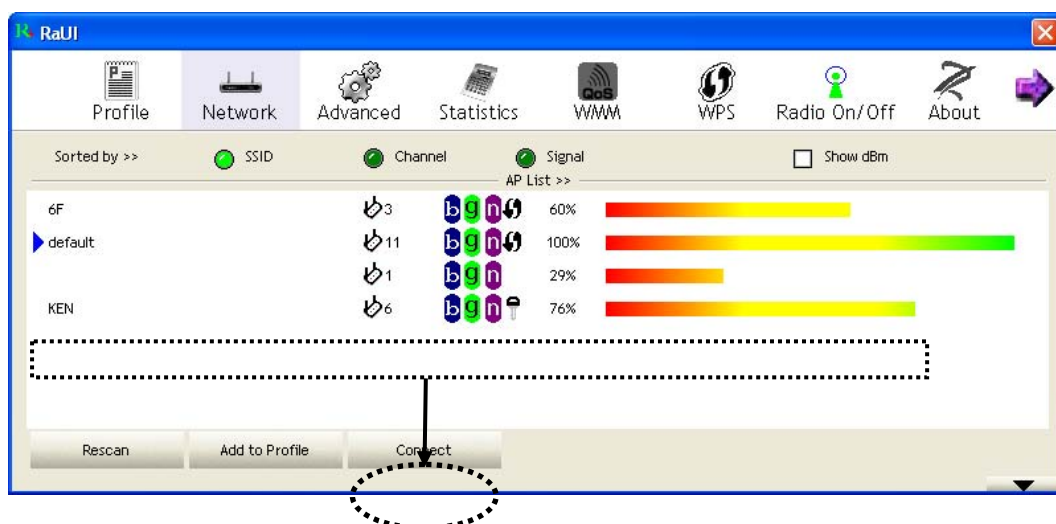 RaUI
Profile Network Advanced Statistics QoS WMM WPS Radio On/Off About
Sorted by >> SSID Channel Signal Show dBm
AP List >>
6F 3 b g n 60%
default 11 b g n 100%
1 b g n 29%
KEN 6 b g n 76%
Rescan Add to Profile Connect